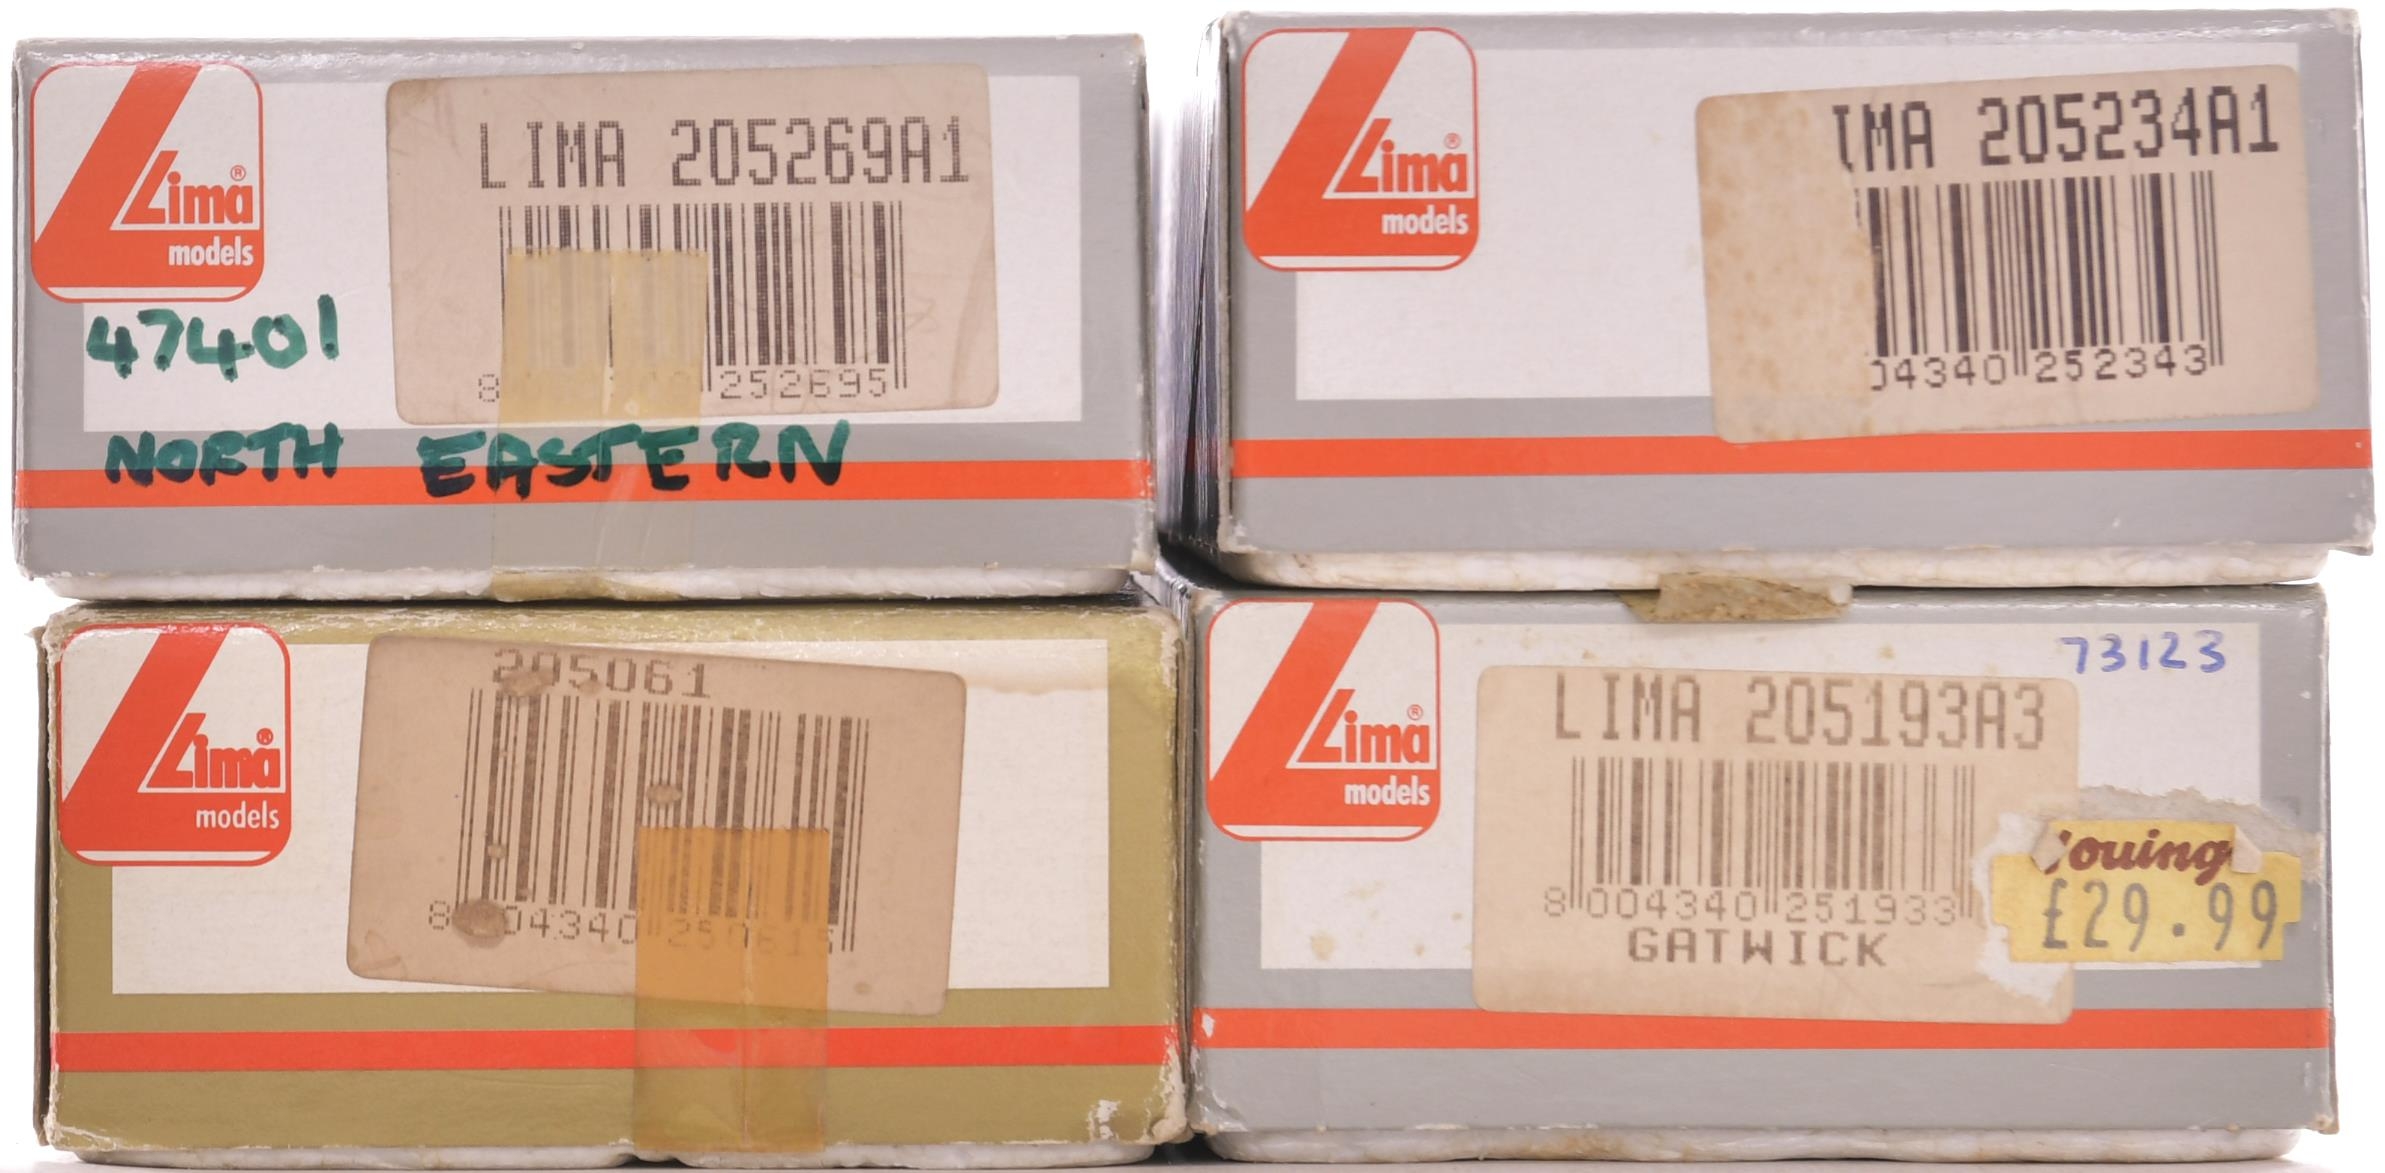 Lima®
models
LIMA 205269A1
252695
47401
NORTH EASTERN
Lima®
models
IMA 205234A1
04340 252343
Lima®
models
205061
04340 250615
Lima®
models
73123
LIMA 205193A3
8 004340 251933
GATWICK
£29.99